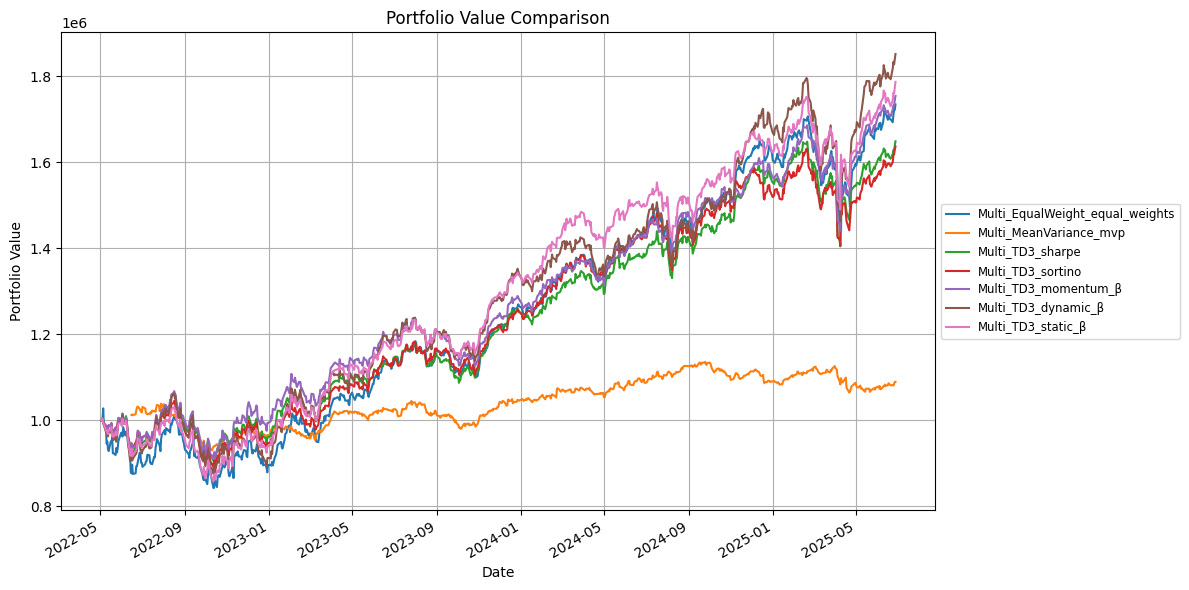 Portfolio Value Comparison
1e6
1.8
1.6
1.4
1.2
1.0
0.8
Portfolio Value
2022-05
2022-09
2023-01
2023-05
2023-09
2024-01
2024-05
2024-09
2025-01
2025-05
Date
Multi_EqualWeight_equal_weights
Multi_MeanVariance_mvp
Multi_TD3_sharpe
Multi_TD3_sortino
Multi_TD3_momentum_β
Multi_TD3_dynamic_β
Multi_TD3_static_β